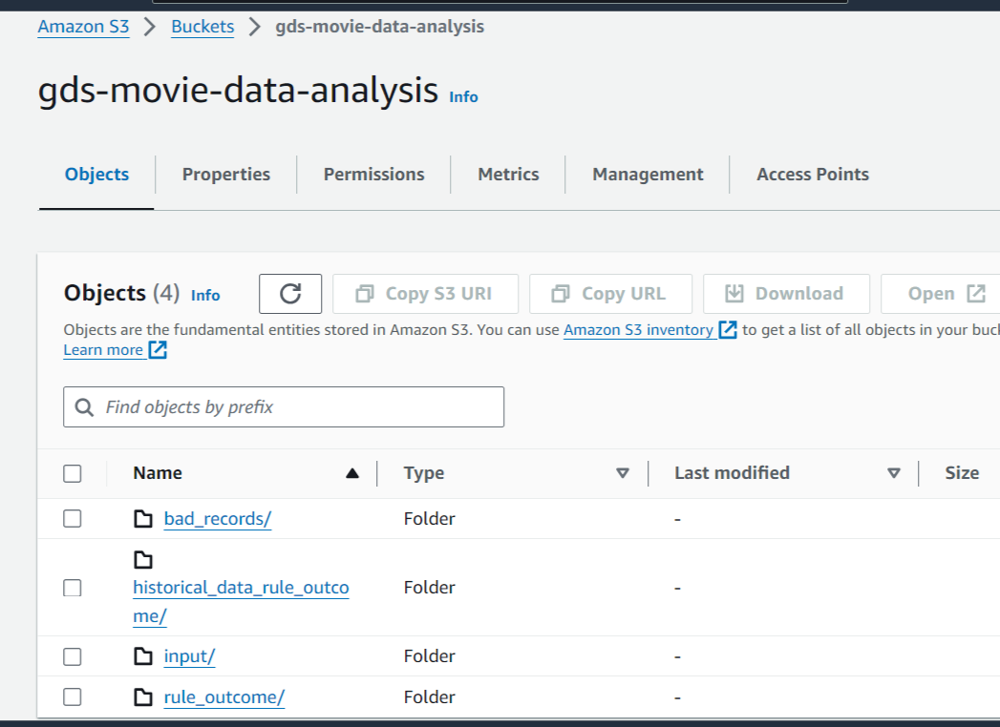 Amazon S3 > Buckets > gds-movie-data-analysis
gds-movie-data-analysis Info
Objects Properties Permissions Metrics Management Access Points
Objects (4) Info Copy S3 URI Copy URL Download Open
Objects are the fundamental entities stored in Amazon S3. You can use Amazon S3 inventory to get a list of all objects in your
Learn more
Find objects by prefix
Name Type Last modified Size
bad_records/ Folder -
historical_data_rule_outco
me/ Folder -
input/ Folder -
rule_outcome/ Folder -